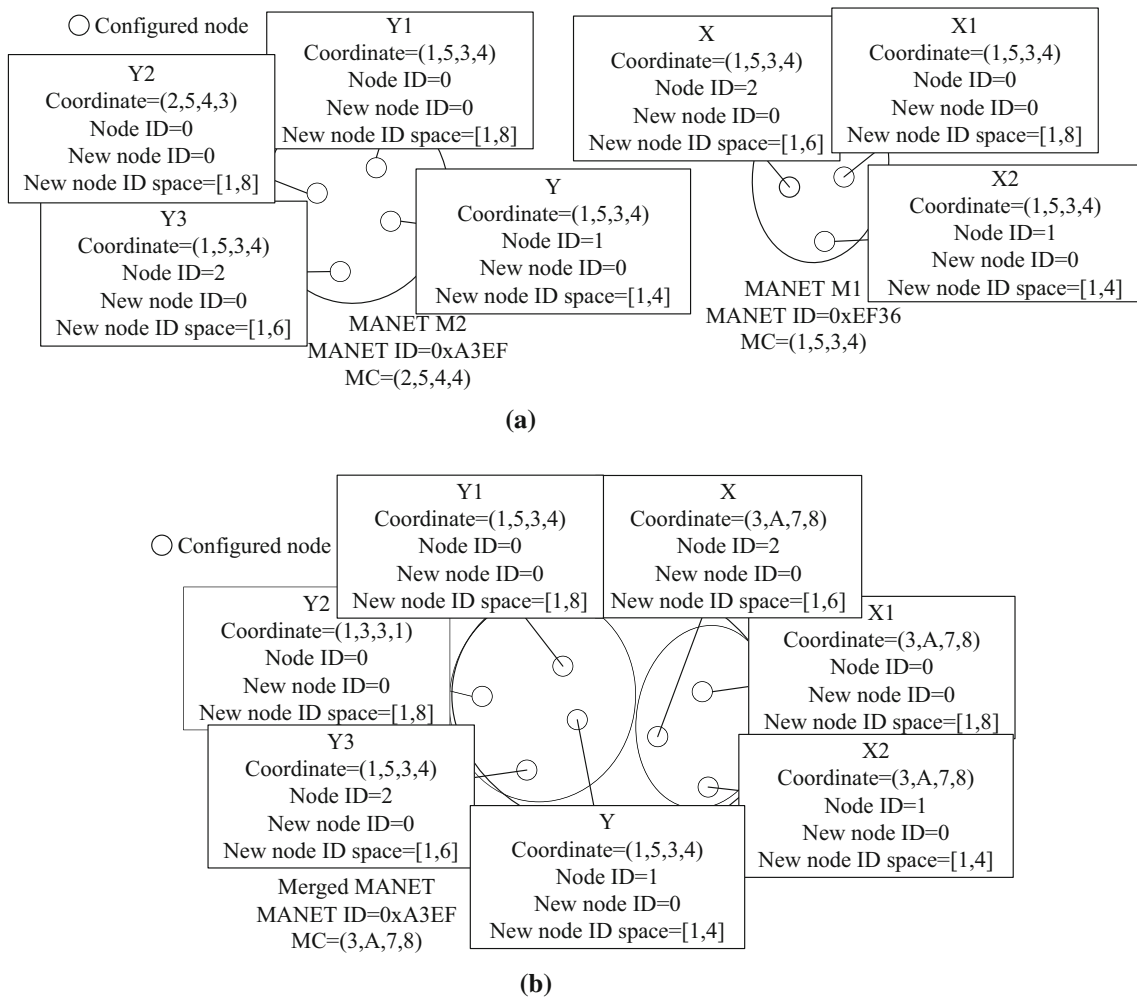 Configured node
Y1
Coordinate=(1,5,3,4)
Node ID=0
New node ID=0
New node ID space=[1,8]
Y2
Coordinate=(2,5,4,3)
Node ID=0
New node ID=0
New node ID space=[1,8]
Y
Coordinate=(1,5,3,4)
Node ID=1
New node ID=0
New node ID space=[1,4]
Y3
Coordinate=(1,5,3,4)
Node ID=2
New node ID=0
New node ID space=[1,6]
MANET M2
MANET ID=0xA3EF
MC=(2,5,4,4)
X
Coordinate=(1,5,3,4)
Node ID=2
New node ID=0
New node ID space=[1,6]
X1
Coordinate=(1,5,3,4)
Node ID=0
New node ID=0
New node ID space=[1,8]
X2
Coordinate=(1,5,3,4)
Node ID=1
New node ID=0
New node ID space=[1,4]
MANET M1
MANET ID=0xEF36
MC=(1,5,3,4)
(a)
Configured node
Y1
Coordinate=(1,5,3,4)
Node ID=0
New node ID=0
New node ID space=[1,8]
X
Coordinate=(3,A,7,8)
Node ID=2
New node ID=0
New node ID space=[1,6]
Y2
Coordinate=(1,3,3,1)
Node ID=0
New node ID=0
New node ID space=[1,8]
X1
Coordinate=(3,A,7,8)
Node ID=0
New node ID=0
New node ID space=[1,8]
Y3
Coordinate=(1,5,3,4)
Node ID=2
New node ID=0
New node ID space=[1,6]
X2
Coordinate=(3,A,7,8)
Node ID=1
New node ID=0
New node ID space=[1,4]
Y
Coordinate=(1,5,3,4)
Node ID=1
New node ID=0
New node ID space=[1,4]
Merged MANET
MANET ID=0xA3EF
MC=(3,A,7,8)
(b)